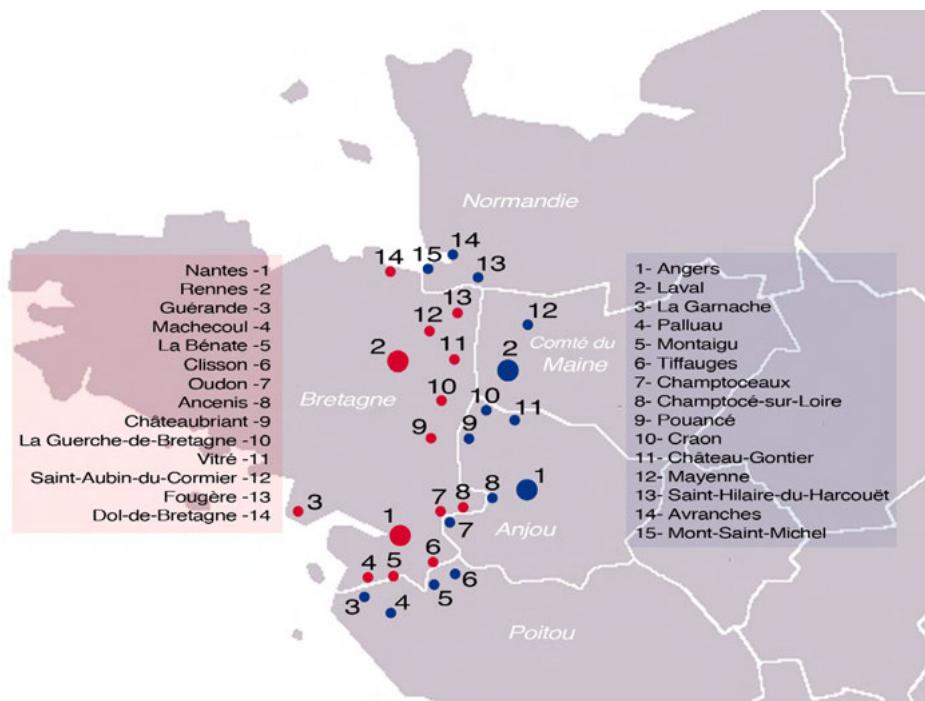 Normandie
14
15
14
13
13
12
12
2
11
2
Comté du
Maine
Bretagne
10
10
11
9
9
3
1
7
8
8
1
7
Anjou
4
5
6
6
3
4
5
Poitou
Nantes -1
Rennes -2
Guérande -3
Machecoul -4
La Bénate -5
Clisson -6
Oudon -7
Ancenis -8
Châteaubriant -9
La Guerche-de-Bretagne -10
Vitré -11
Saint-Aubin-du-Cormier -12
Fougère -13
Dol-de-Bretagne -14
1- Angers
2- Laval
3- La Garnache
4- Palluau
5- Montaigu
6- Tiffauges
7- Champtoceaux
8- Champtocé-sur-Loire
9- Pouancé
10- Craon
11- Château-Gontier
12- Mayenne
13- Saint-Hilaire-du-Harcouët
14- Avranches
15- Mont-Saint-Michel